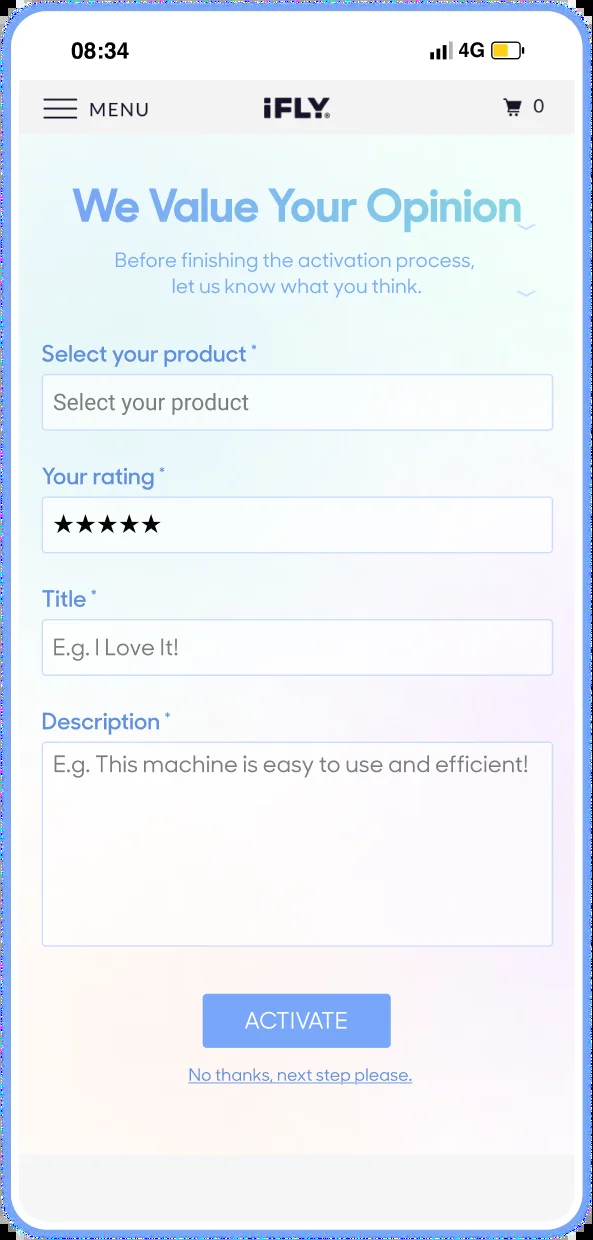 08:34 4G
MENU iFLY® 0
We Value Your Opinion
Before finishing the activation process,
let us know what you think.
Select your product *
Select your product
Your rating *
★★★★★
Title *
E.g. I Love It!
Description *
E.g. This machine is easy to use and efficient!
ACTIVATE
No thanks, next step please.